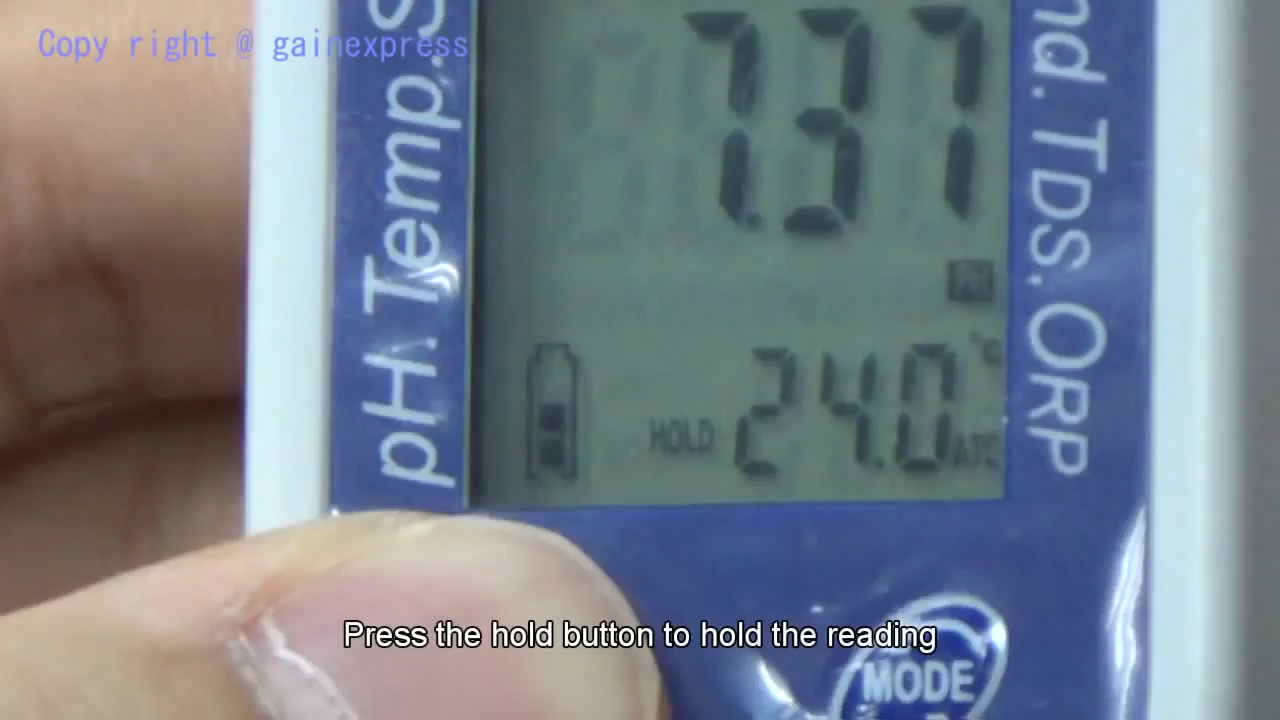 Copy right @ gainexpress
7.37
PH
°C
HOLD 24.0 ATC
pH.Temp.S
nd. TDS. ORP
Press the hold button to hold the reading
MODE